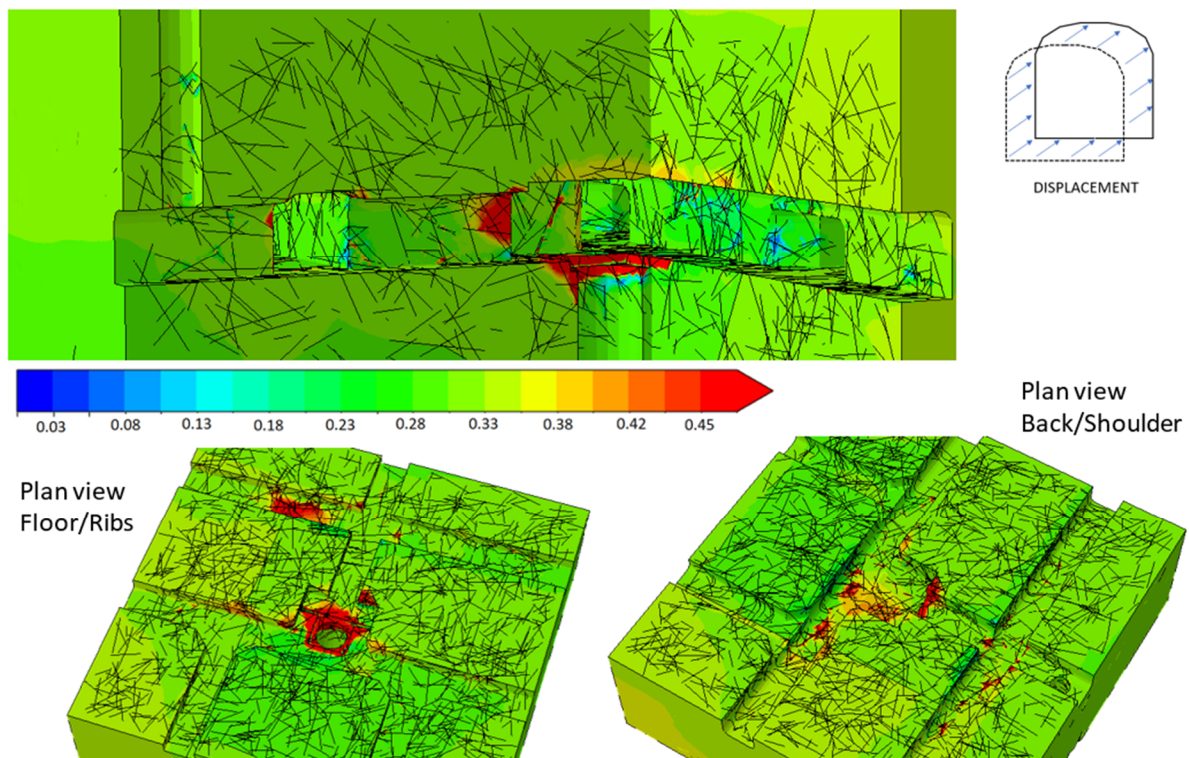 DISPLACEMENT
0.03 0.08 0.13 0.18 0.23 0.28 0.33 0.38 0.42 0.45
Plan view
Back/Shoulder
Plan view
Floor/Ribs